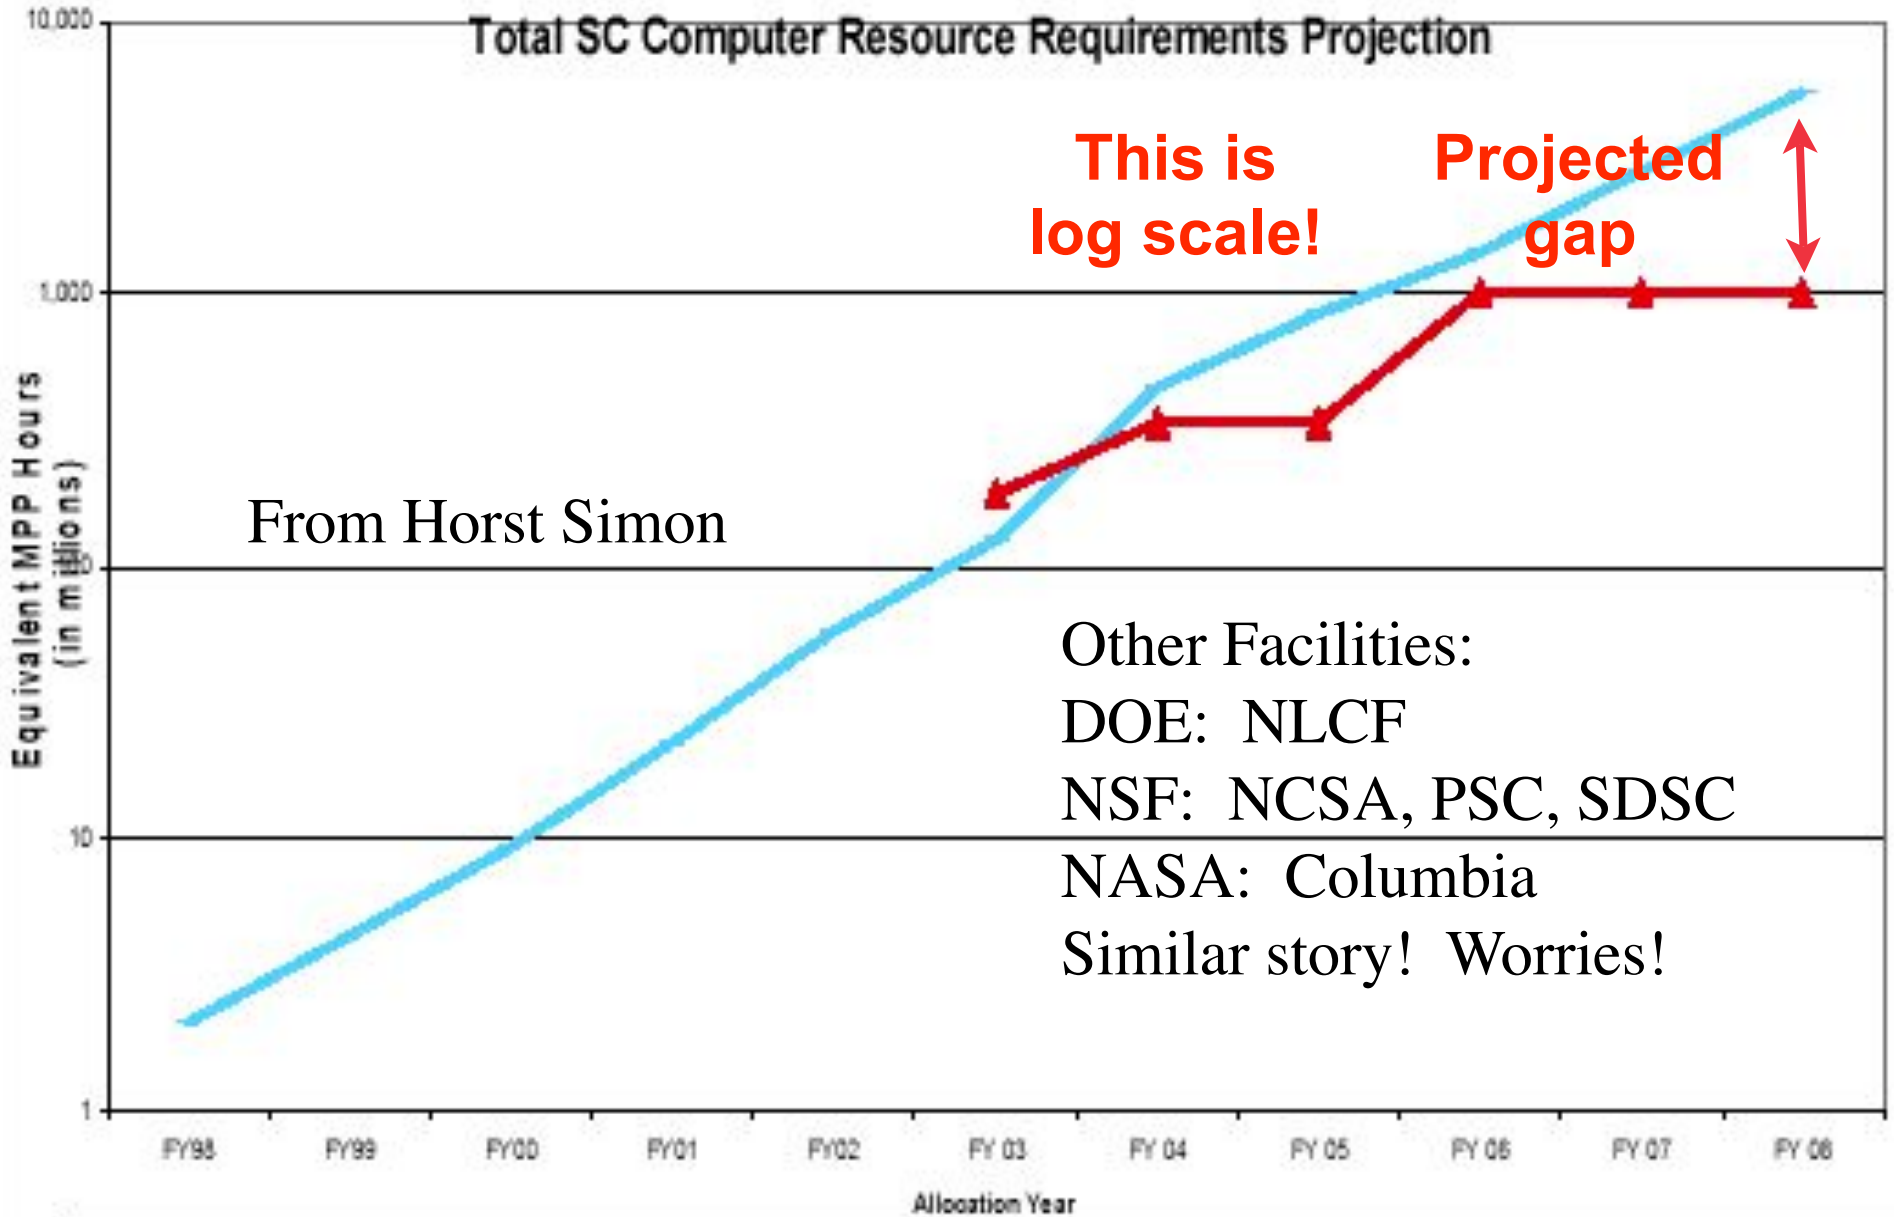 Total SC Computer Resource Requirements Projection
10,000
1,000
10
1
Equivalent MPP Hours
(in millions)
This is
log scale!
Projected
gap
From Horst Simon
Other Facilities:
DOE: NLCF
NSF: NCSA, PSC, SDSC
NASA: Columbia
Similar story! Worries!
FY98 FY99 FY00 FY01 FY02 FY 03 FY 04 FY 05 FY 06 FY 07 FY 08
Allocation Year